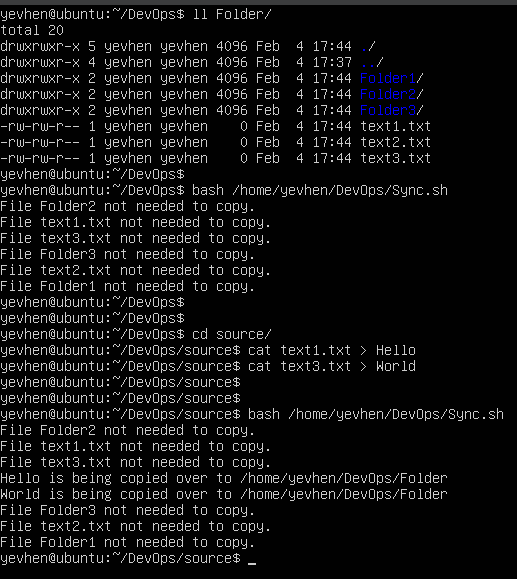 yevhen@ubuntu:~/DevOps$ ll Folder/
total 20
drwxrwxr-x 5 yevhen yevhen 4096 Feb  4 17:44 ./
drwxrwxr-x 4 yevhen yevhen 4096 Feb  4 17:37 ../
drwxrwxr-x 2 yevhen yevhen 4096 Feb  4 17:44 Folder1/
drwxrwxr-x 2 yevhen yevhen 4096 Feb  4 17:44 Folder2/
drwxrwxr-x 2 yevhen yevhen 4096 Feb  4 17:44 Folder3/
-rw-rw-r-- 1 yevhen yevhen    0 Feb  4 17:44 text1.txt
-rw-rw-r-- 1 yevhen yevhen    0 Feb  4 17:44 text2.txt
-rw-rw-r-- 1 yevhen yevhen    0 Feb  4 17:44 text3.txt
yevhen@ubuntu:~/DevOps$
yevhen@ubuntu:~/DevOps$ bash /home/yevhen/DevOps/Sync.sh
File Folder2 not needed to copy.
File text1.txt not needed to copy.
File text3.txt not needed to copy.
File Folder3 not needed to copy.
File text2.txt not needed to copy.
File Folder1 not needed to copy.
yevhen@ubuntu:~/DevOps$
yevhen@ubuntu:~/DevOps$
yevhen@ubuntu:~/DevOps$ cd source/
yevhen@ubuntu:~/DevOps/source$ cat text1.txt > Hello
yevhen@ubuntu:~/DevOps/source$ cat text3.txt > World
yevhen@ubuntu:~/DevOps/source$
yevhen@ubuntu:~/DevOps/source$
yevhen@ubuntu:~/DevOps/source$ bash /home/yevhen/DevOps/Sync.sh
File Folder2 not needed to copy.
File text1.txt not needed to copy.
File text3.txt not needed to copy.
Hello is being copied over to /home/yevhen/DevOps/Folder
World is being copied over to /home/yevhen/DevOps/Folder
File Folder3 not needed to copy.
File text2.txt not needed to copy.
File Folder1 not needed to copy.
yevhen@ubuntu:~/DevOps/source$ _